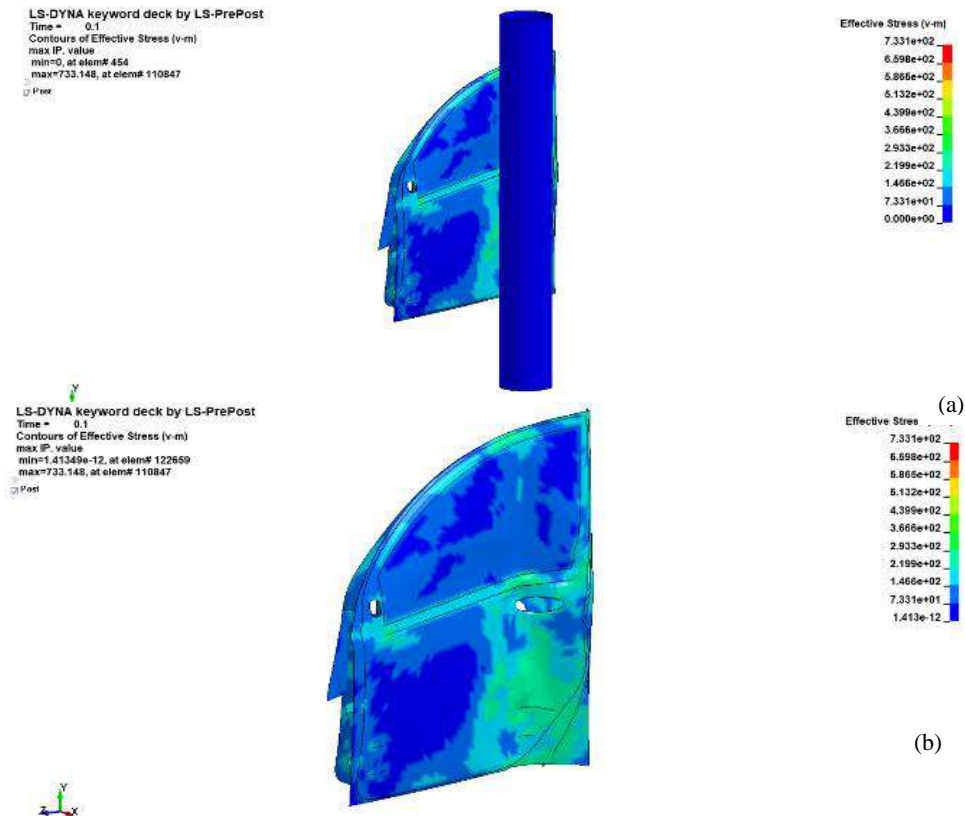 LS-DYNA keyword deck by LS-PrePost
Time = 0.1
Contours of Effective Stress (v-m)
max IP. value
min=0, at elem# 454
max=733.148, at elem# 110847
Post
Effective Stress (v-m)
7.331e+02
6.598e+02
5.866e+02
5.132e+02
4.399e+02
3.666e+02
2.933e+02
2.199e+02
1.466e+02
7.331e+01
0.000e+00
Y
(a)
LS-DYNA keyword deck by LS-PrePost
Time = 0.1
Contours of Effective Stress (v-m)
max IP. value
min=1.41349e-12, at elem# 122659
max=733.148, at elem# 110847
Post
Effective Stres
7.331e+02
6.598e+02
5.866e+02
5.132e+02
4.399e+02
3.666e+02
2.933e+02
2.199e+02
1.466e+02
7.331e+01
1.413e-12
(b)
Y
Z X